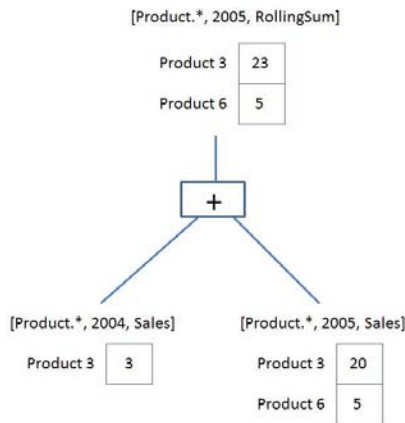 [Product.*, 2005, RollingSum]
Product 3 23
Product 6 5
+
[Product.*, 2004, Sales]
Product 3 3
[Product.*, 2005, Sales]
Product 3 20
Product 6 5